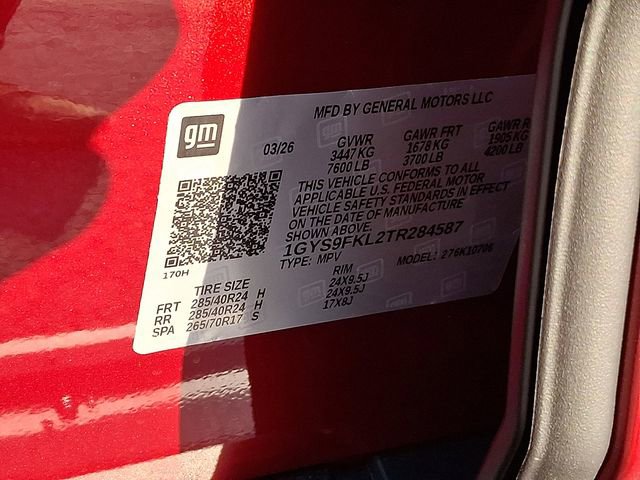 MFD BY GENERAL MOTORS LLC
gm
03/26 GVWR GAWR FRT GAWR R
3447 KG 1678 KG 1905 KG
7600 LB 3700 LB 4200 LB
THIS VEHICLE CONFORMS TO ALL
APPLICABLE U.S. FEDERAL MOTOR
VEHICLE SAFETY STANDARDS IN EFFECT
ON THE DATE OF MANUFACTURE
SHOWN ABOVE.
1GYS9FKL2TR284587
TYPE: MPV MODEL: 276K10706
170H
TIRE SIZE RIM
FRT 285/40R24 H 24X9.5J
RR 285/40R24 H 24X9.5J
SPA 265/70R17 S 17X8J